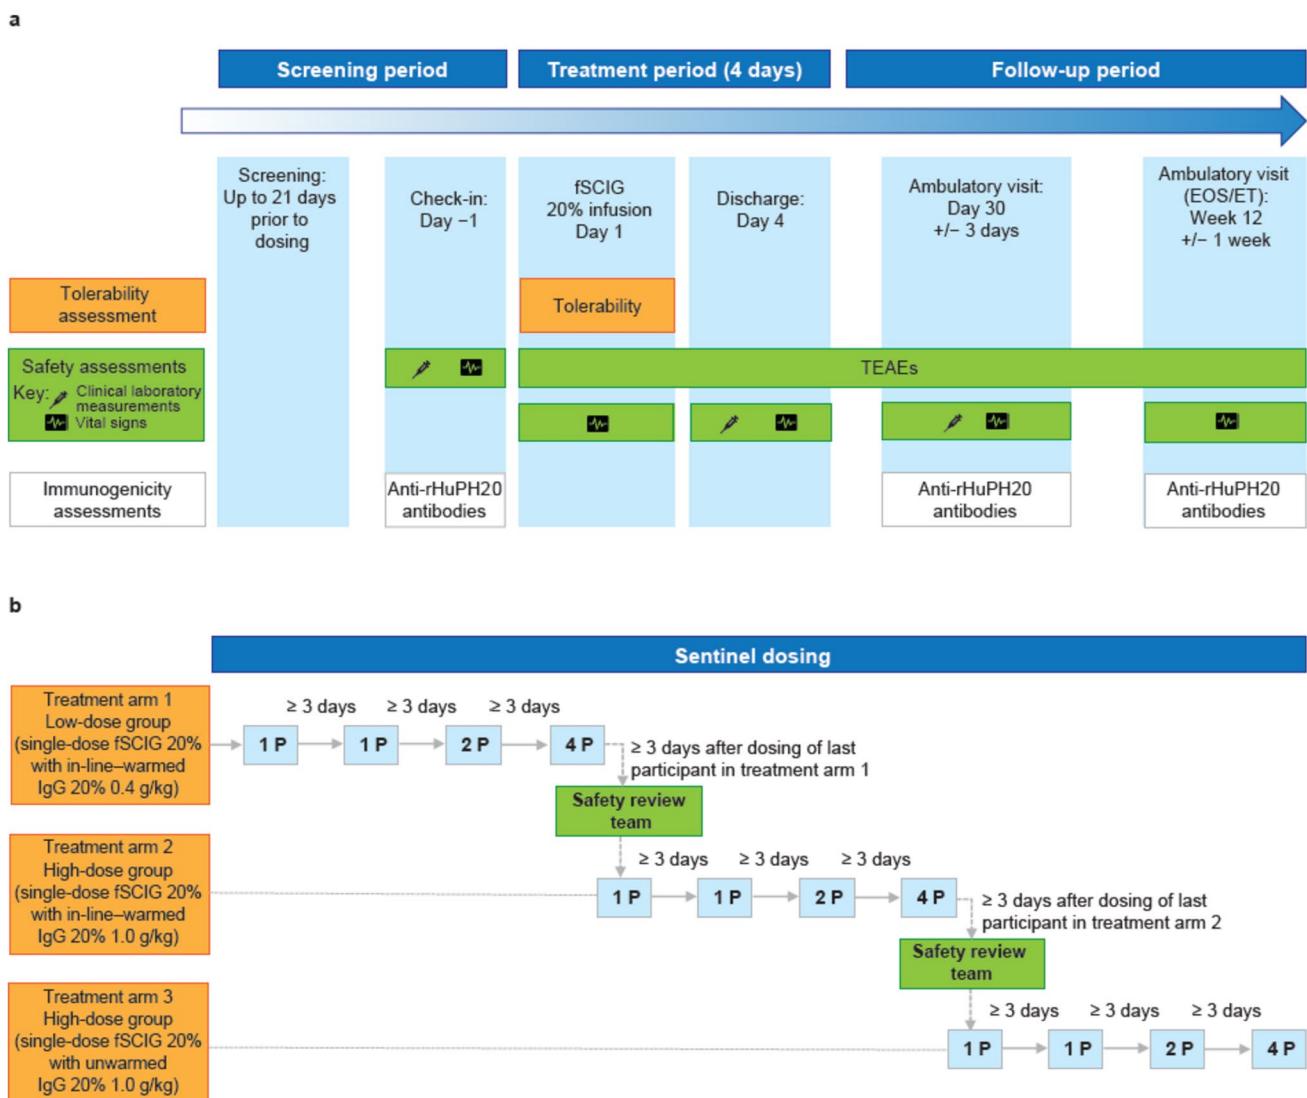 a
Screening period
Treatment period (4 days)
Follow-up period
Screening:
Up to 21 days
prior to
dosing
Check-in:
Day −1
fSCIG
20% infusion
Day 1
Discharge:
Day 4
Ambulatory visit:
Day 30
+/− 3 days
Ambulatory visit
(EOS/ET):
Week 12
+/− 1 week
Tolerability
assessment
Tolerability
Safety assessments
Key:
Clinical laboratory
measurements
Vital signs
TEAEs
Immunogenicity
assessments
Anti-rHuPH20
antibodies
Anti-rHuPH20
antibodies
Anti-rHuPH20
antibodies
b
Sentinel dosing
Treatment arm 1
Low-dose group
(single-dose fSCIG 20%
with in-line–warmed
IgG 20% 0.4 g/kg)
≥ 3 days
≥ 3 days
≥ 3 days
1 P
1 P
2 P
4 P
≥ 3 days after dosing of last
participant in treatment arm 1
Safety review
team
Treatment arm 2
High-dose group
(single-dose fSCIG 20%
with in-line–warmed
IgG 20% 1.0 g/kg)
≥ 3 days
≥ 3 days
≥ 3 days
1 P
1 P
2 P
4 P
≥ 3 days after dosing of last
participant in treatment arm 2
Safety review
team
Treatment arm 3
High-dose group
(single-dose fSCIG 20%
with unwarmed
IgG 20% 1.0 g/kg)
≥ 3 days
≥ 3 days
≥ 3 days
1 P
1 P
2 P
4 P